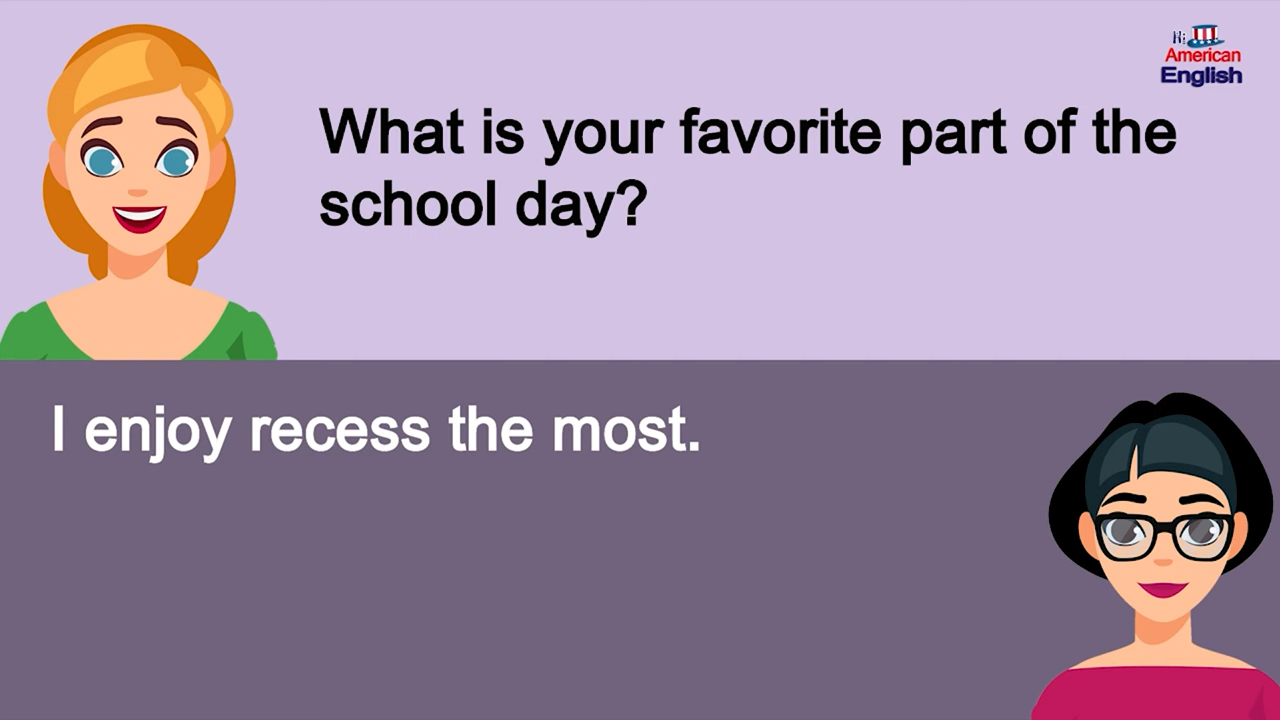 Hi
American
English
What is your favorite part of the
school day?
I enjoy recess the most.